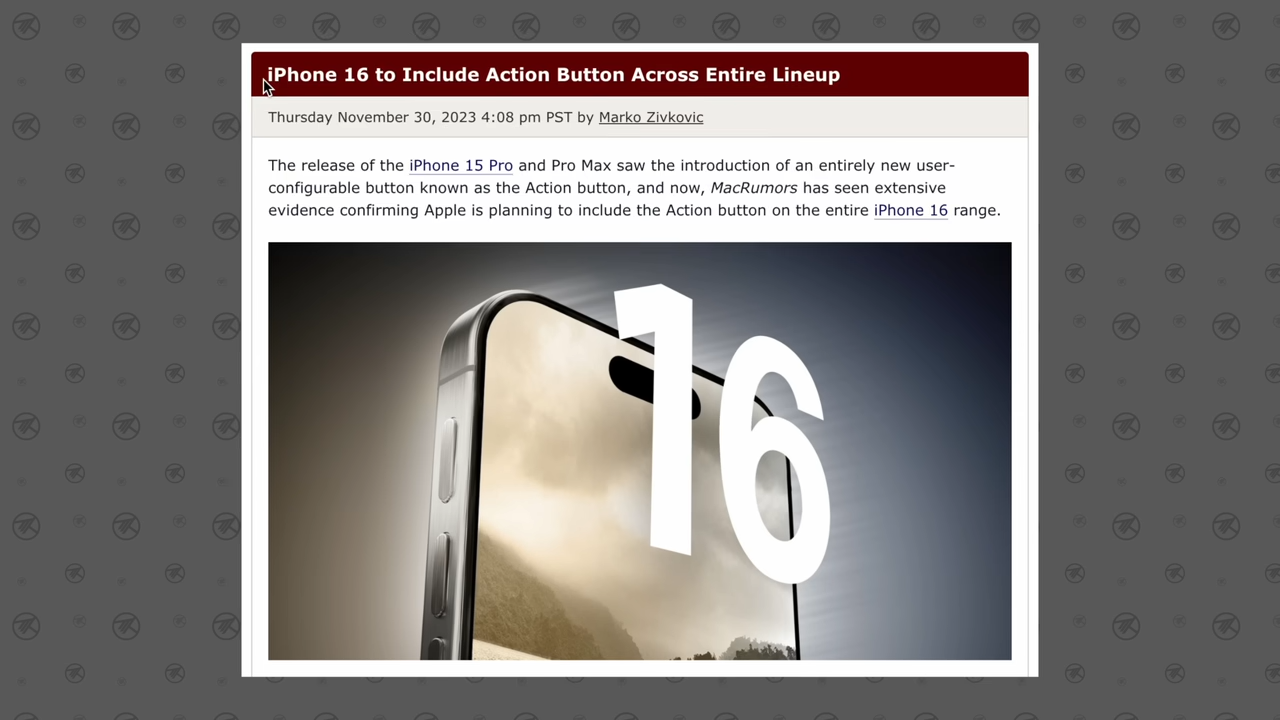 iPhone 16 to Include Action Button Across Entire Lineup
Thursday November 30, 2023 4:08 pm PST by Marko Zivkovic
The release of the iPhone 15 Pro and Pro Max saw the introduction of an entirely new user-
configurable button known as the Action button, and now, MacRumors has seen extensive
evidence confirming Apple is planning to include the Action button on the entire iPhone 16 range.
16